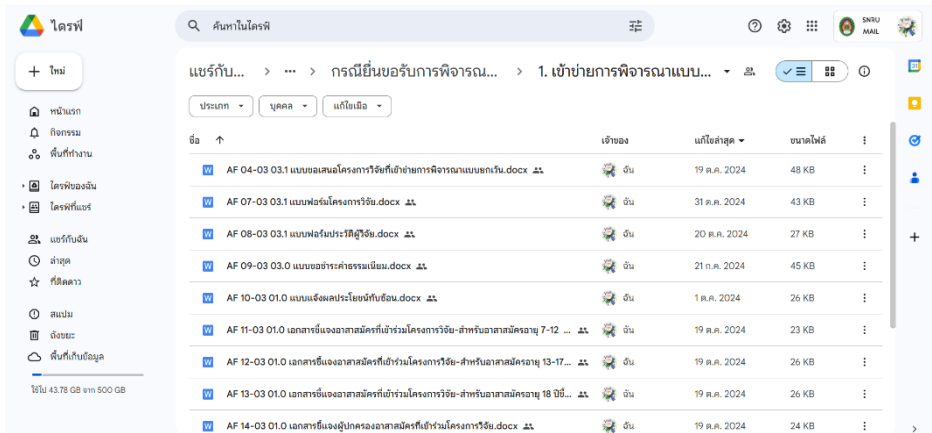 ไดรฟ์
ค้นหาในไดรฟ์
SNRU
MAIL
ใหม่
หน้าแรก
กิจกรรม
พื้นที่ทำงาน
ไดรฟ์ของฉัน
ไดรฟ์ที่แชร์
แชร์กับฉัน
ล่าสุด
ที่ติดดาว
สแปม
ถังขยะ
พื้นที่เก็บข้อมูล
ใช้ไป 43.78 GB จาก 500 GB
แชร์กับ... > ... > กรณียื่นขอรับการพิจารณ... > 1. เข้าข่ายการพิจารณาแบบ...
ประเภท บุคคล แก้ไขเมื่อ
ชื่อ เจ้าของ แก้ไขล่าสุด ขนาดไฟล์
AF 04-03 03.1 แบบขอเสนอโครงการวิจัยที่เข้าข่ายการพิจารณาแบบยกเว้น.docx ฉัน 19 ต.ค. 2024 48 KB
AF 07-03 03.1 แบบฟอร์มโครงการวิจัย.docx ฉัน 31 ต.ค. 2024 43 KB
AF 08-03 03.1 แบบฟอร์มประวัติผู้วิจัย.docx ฉัน 20 ต.ค. 2024 27 KB
AF 09-03 03.0 แบบขอชำระค่าธรรมเนียม.docx ฉัน 21 ก.ค. 2024 45 KB
AF 10-03 01.0 แบบแจ้งผลประโยชน์ทับซ้อน.docx ฉัน 1 ต.ค. 2024 26 KB
AF 11-03 01.0 เอกสารชี้แจงอาสาสมัครที่เข้าร่วมโครงการวิจัย-สำหรับอาสาสมัครอายุ 7-12 ... ฉัน 19 ต.ค. 2024 23 KB
AF 12-03 01.0 เอกสารชี้แจงอาสาสมัครที่เข้าร่วมโครงการวิจัย-สำหรับอาสาสมัครอายุ 13-17... ฉัน 19 ต.ค. 2024 26 KB
AF 13-03 01.0 เอกสารชี้แจงอาสาสมัครที่เข้าร่วมโครงการวิจัย-สำหรับอาสาสมัครอายุ 18 ปีขึ้... ฉัน 19 ต.ค. 2024 26 KB
AF 14-03 01.0 เอกสารชี้แจงผู้ปกครองอาสาสมัครที่เข้าร่วมโครงการวิจัย.docx ฉัน 19 ต.ค. 2024 24 KB